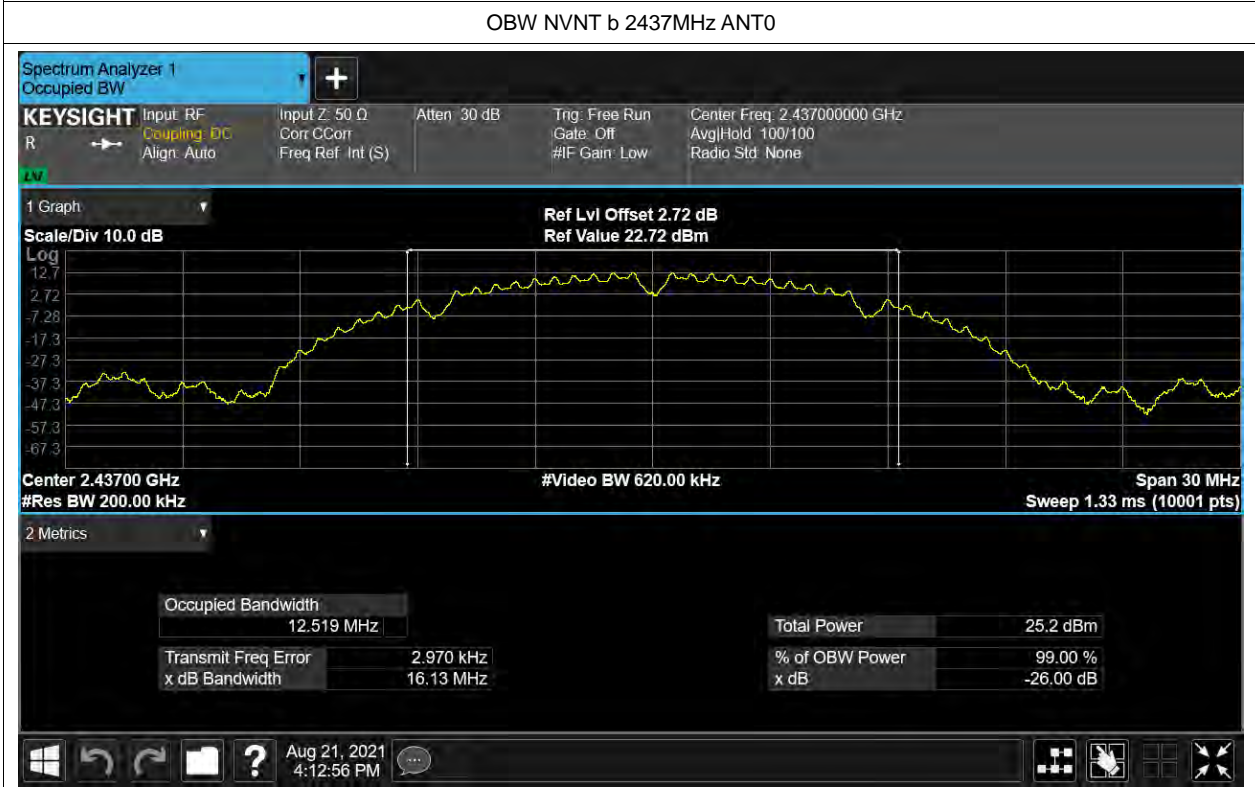 OBW NVNT b 2437MHz ANT0
Spectrum Analyzer 1
Occupied BW
KEYSIGHT
R
Input: RF
Coupling: DC
Align: Auto
Input Z: 50 Ω
Corr CCorr
Freq Ref: Int (S)
Atten: 30 dB
Trig: Free Run
Gate: Off
#IF Gain: Low
Center Freq: 2.437000000 GHz
Avg|Hold: 100/100
Radio Std: None
1 Graph
Scale/Div 10.0 dB
Ref Lvl Offset 2.72 dB
Ref Value 22.72 dBm
Log
12.7
2.72
-7.28
-17.3
-27.3
-37.3
-47.3
-57.3
-67.3
Center 2.43700 GHz
#Res BW 200.00 kHz
#Video BW 620.00 kHz
Span 30 MHz
Sweep 1.33 ms (10001 pts)
2 Metrics
Occupied Bandwidth
12.519 MHz
Transmit Freq Error 2.970 kHz
x dB Bandwidth 16.13 MHz
Total Power 25.2 dBm
% of OBW Power 99.00 %
x dB -26.00 dB
?
Aug 21, 2021
4:12:56 PM